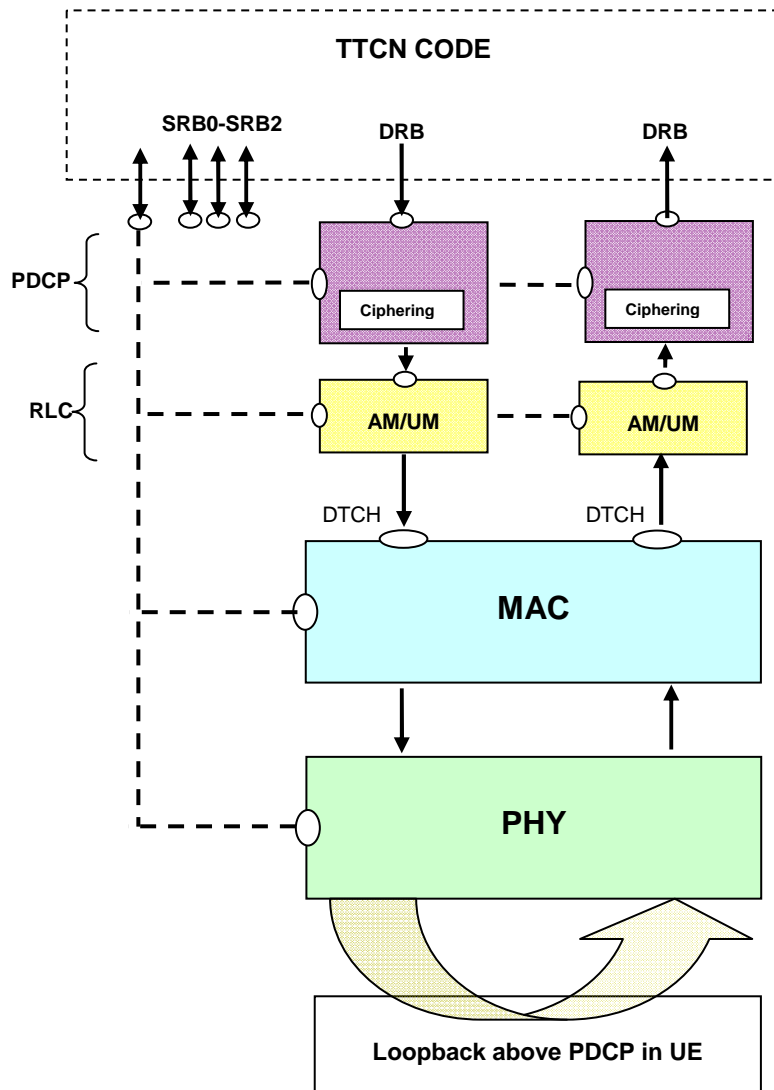 TTCN CODE
SRB0-SRB2
DRB
DRB
PDCP
Ciphering
Ciphering
RLC
AM/UM
AM/UM
DTCH
DTCH
MAC
PHY
Loopback above PDCP in UE